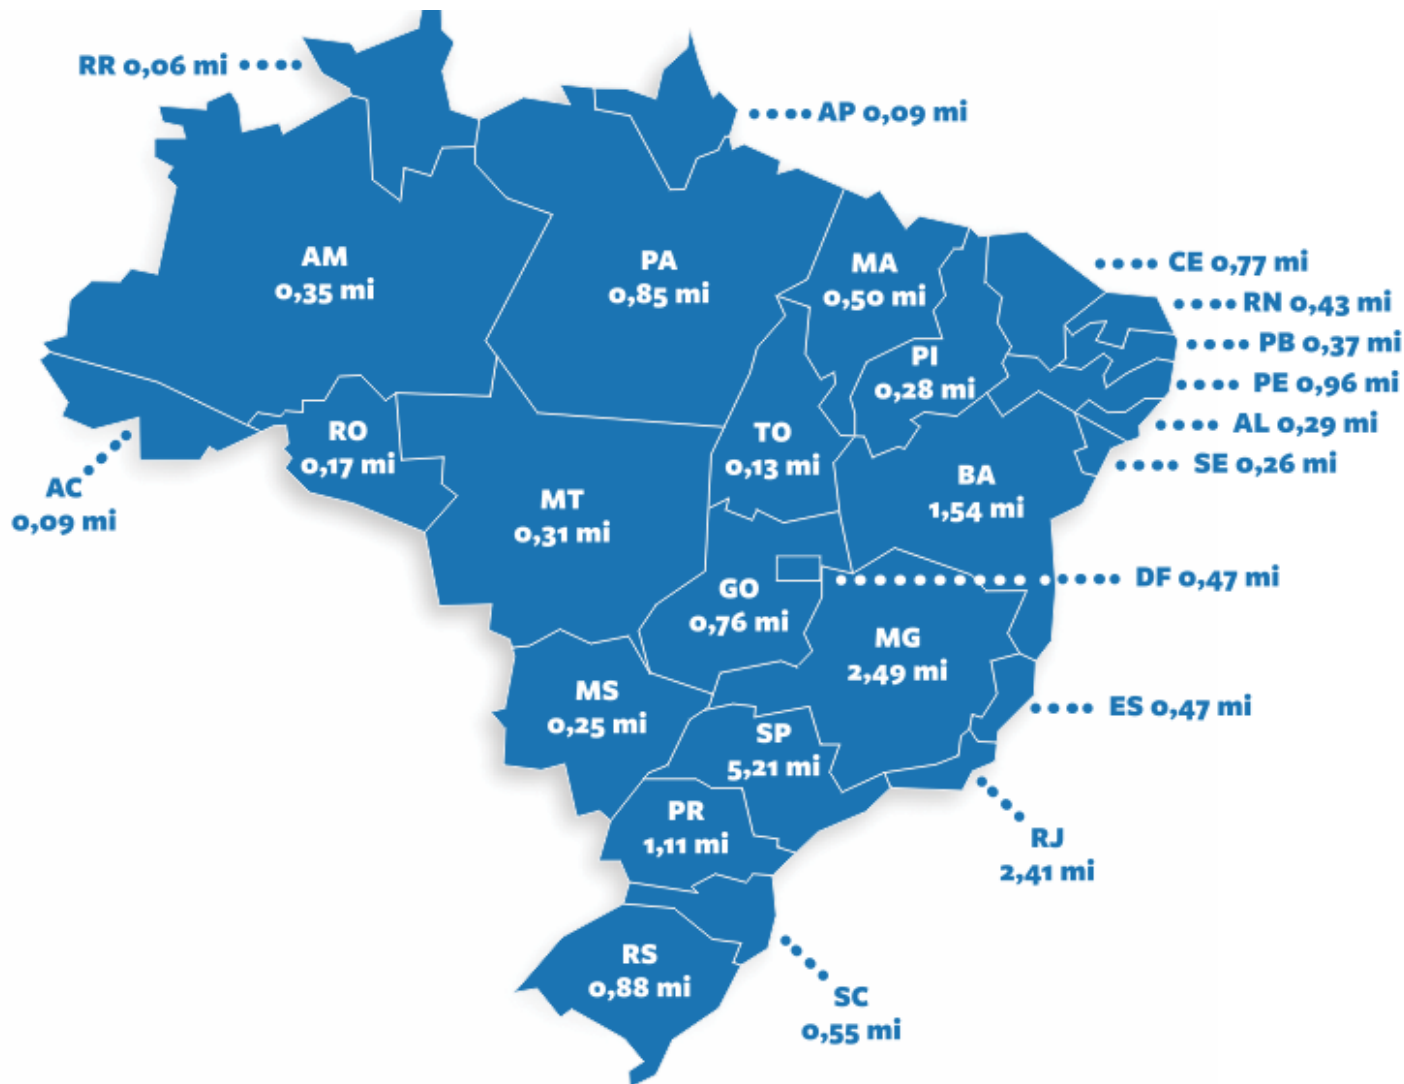 RR 0,06 mi
AP 0,09 mi
AM
0,35 mi
PA
0,85 mi
MA
0,50 mi
CE 0,77 mi
RN 0,43 mi
PB 0,37 mi
PI
0,28 mi
PE 0,96 mi
AL 0,29 mi
SE 0,26 mi
RO
0,17 mi
TO
0,13 mi
AC
0,09 mi
MT
0,31 mi
BA
1,54 mi
DF 0,47 mi
GO
0,76 mi
MG
2,49 mi
MS
0,25 mi
ES 0,47 mi
SP
5,21 mi
PR
1,11 mi
RJ
2,41 mi
RS
0,88 mi
SC
0,55 mi